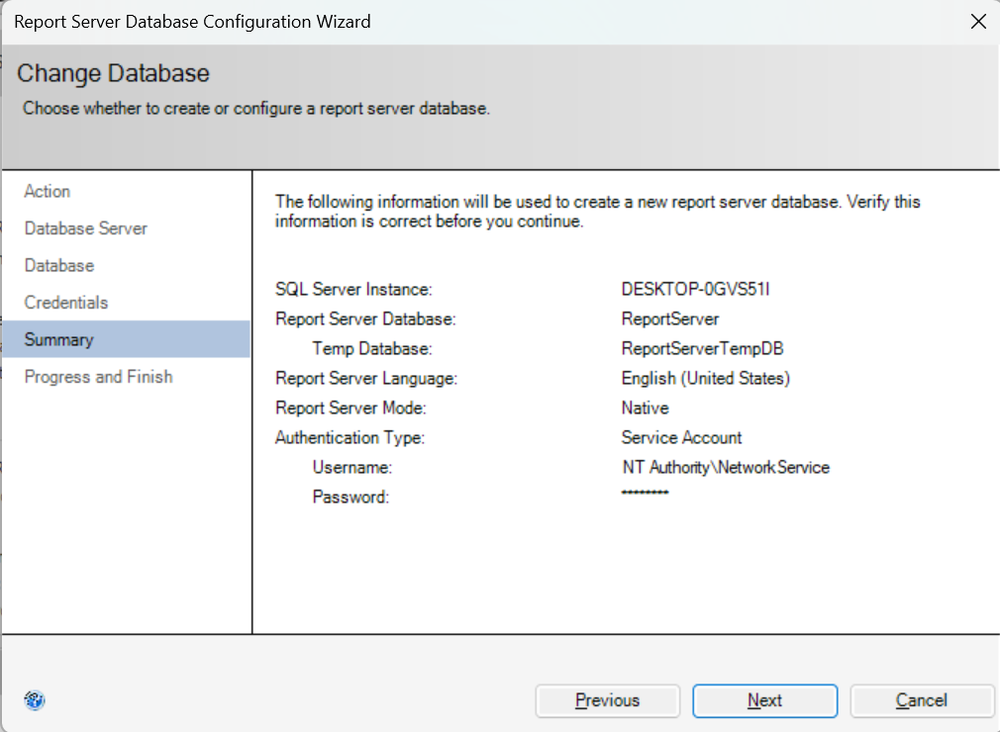 Report Server Database Configuration Wizard
Change Database
Choose whether to create or configure a report server database.
Action
Database Server
Database
Credentials
Summary
Progress and Finish
The following information will be used to create a new report server database. Verify this
information is correct before you continue.
SQL Server Instance: DESKTOP-0GVS51I
Report Server Database: ReportServer
Temp Database: ReportServerTempDB
Report Server Language: English (United States)
Report Server Mode: Native
Authentication Type: Service Account
Username: NT Authority\NetworkService
Password: ********
Previous Next Cancel